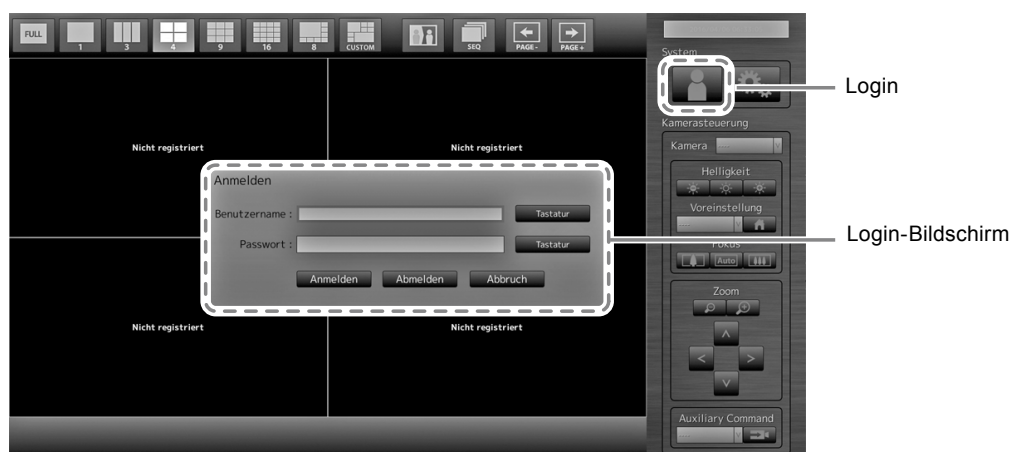 FULL
1
3
4
9
16
8
CUSTOM
SEQ
PAGE -
PAGE +
System
Login
Kamerasteuerung
Kamera
----
Nicht registriert
Nicht registriert
Helligkeit
Anmelden
Voreinstellung
----
Benutzername :
Tastatur
Login-Bildschirm
Passwort :
Tastatur
Fokus
Auto
Anmelden
Abmelden
Abbruch
Zoom
Nicht registriert
Nicht registriert
Auxiliary Command
----